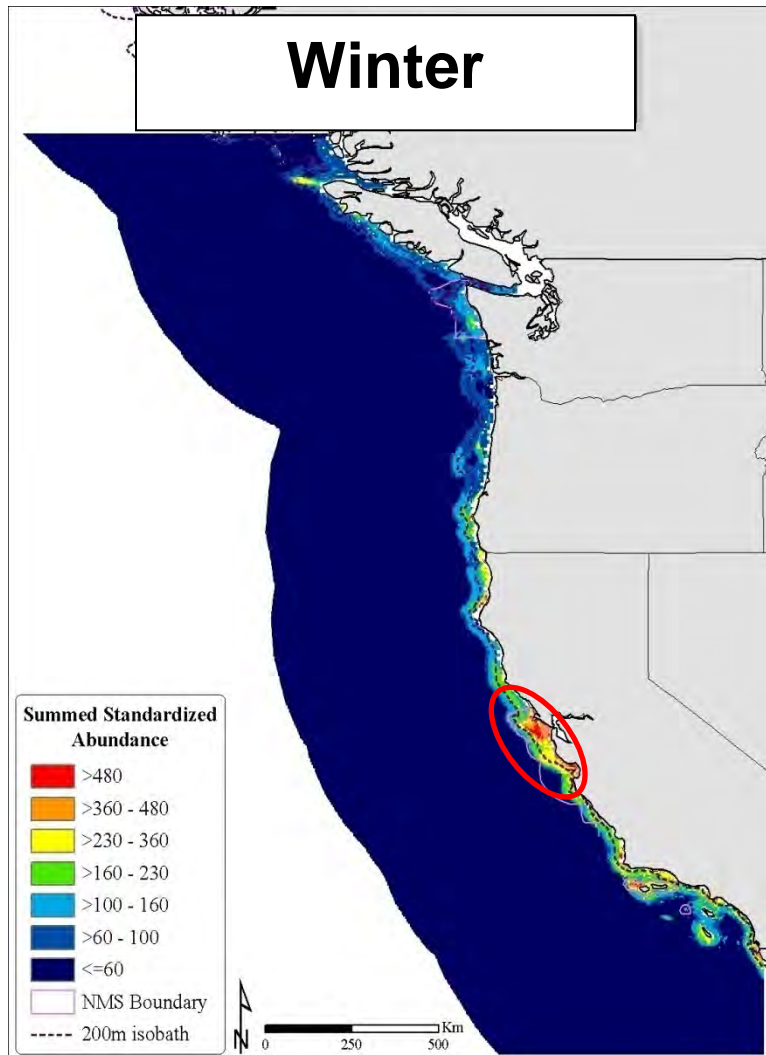 Winter
Summed Standardized
Abundance
>480
>360 - 480
>230 - 360
>160 - 230
>100 - 160
>60 - 100
<=60
NMS Boundary
200m isobath
N
Km
0 250 500